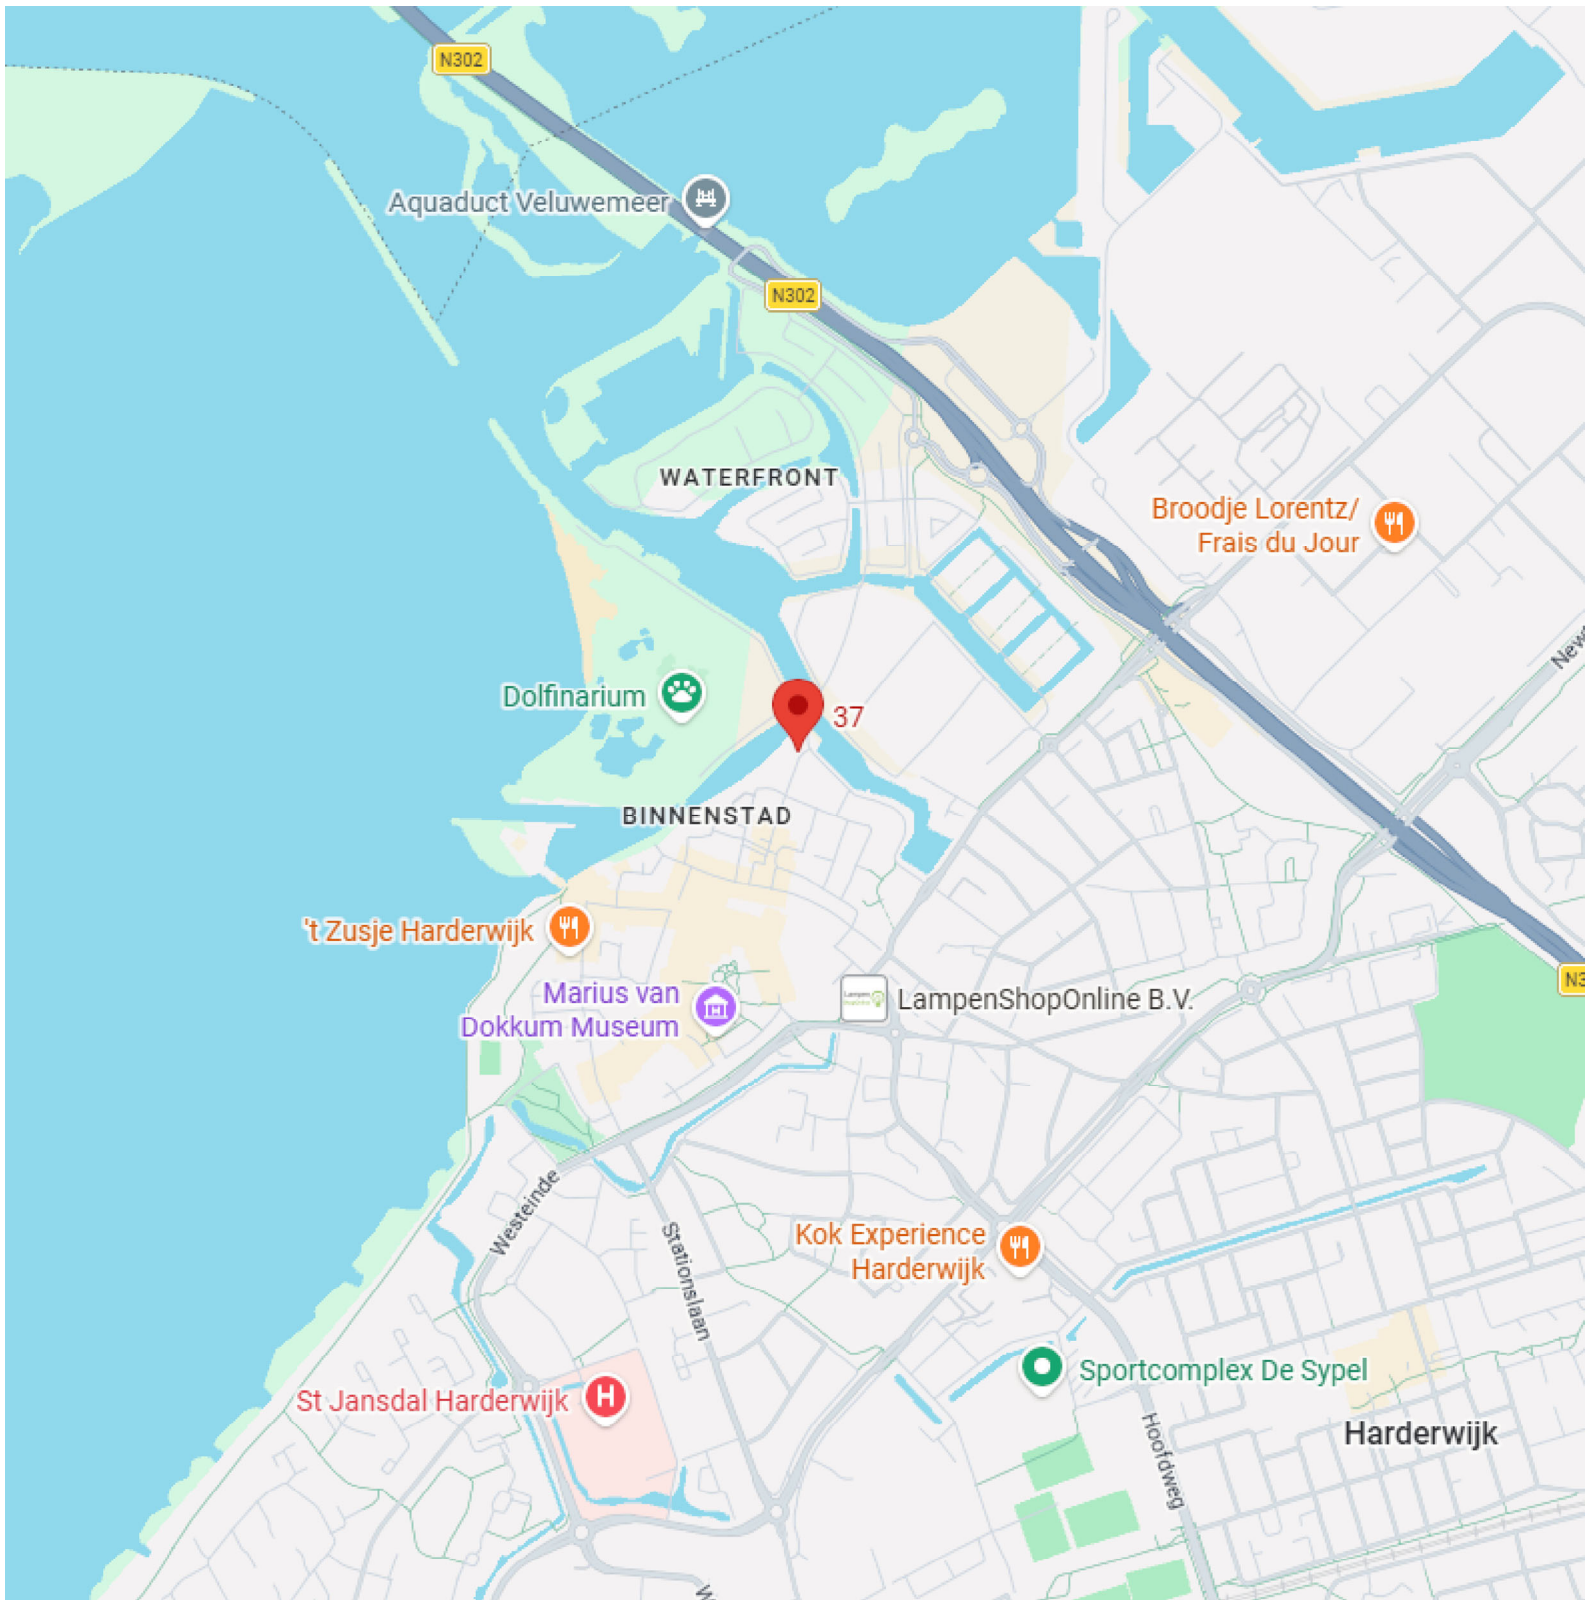 N302
Aquaduct Veluwemeer
N302
WATERFRONT
Broodje Lorentz/
Frais du Jour
Dolfinarium
37
BINNENSTAD
't Zusje Harderwijk
Marius van
Dokkum Museum
LampenShopOnline B.V.
N3
Westeinde
Stationslaan
Kok Experience
Harderwijk
Sportcomplex De Sypel
St Jansdal Harderwijk
H
Hoofdweg
Harderwijk